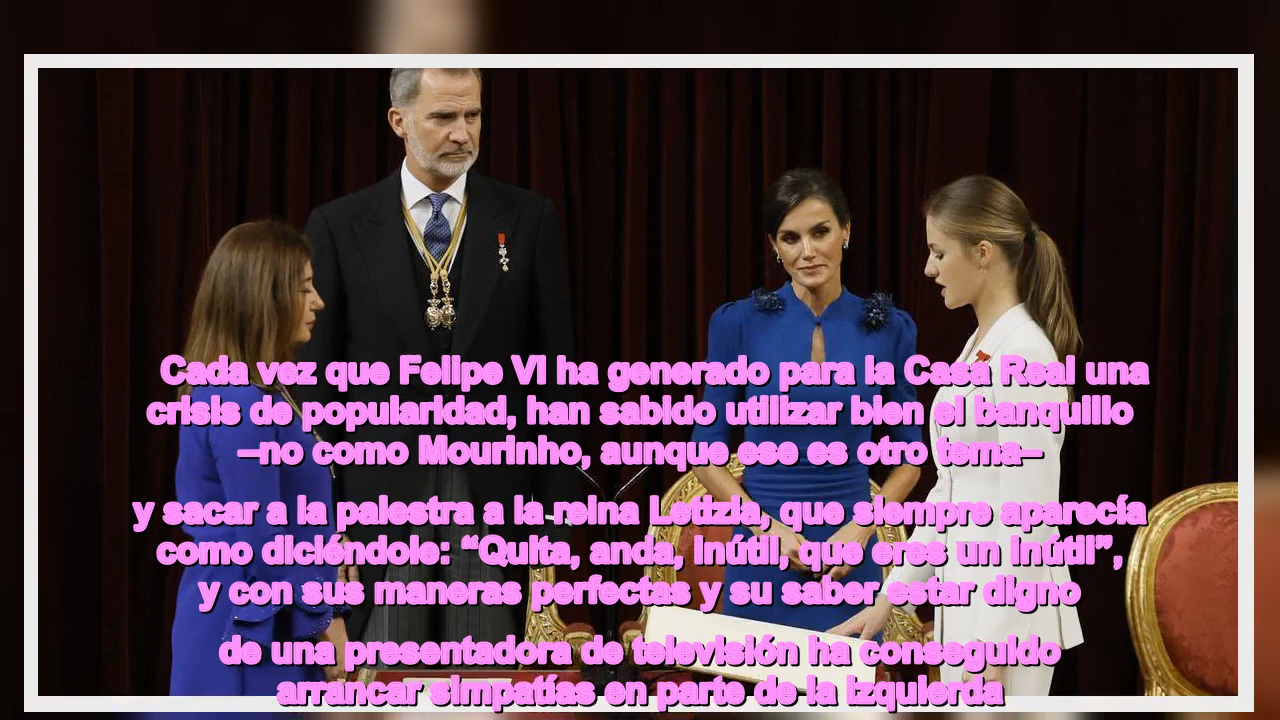 Cada vez que Felipe VI ha generado para la Casa Real una
crisis de popularidad, han sabido utilizar bien el banquillo
–no como Mourinho, aunque ese es otro tema–
y sacar a la palestra a la reina Letizia, que siempre aparecía
como diciéndole: “Quita, anda, inútil, que eres un inútil”,
y con sus maneras perfectas y su saber estar digno
de una presentadora de televisión ha conseguido
arrancar simpatías en parte de la izquierda